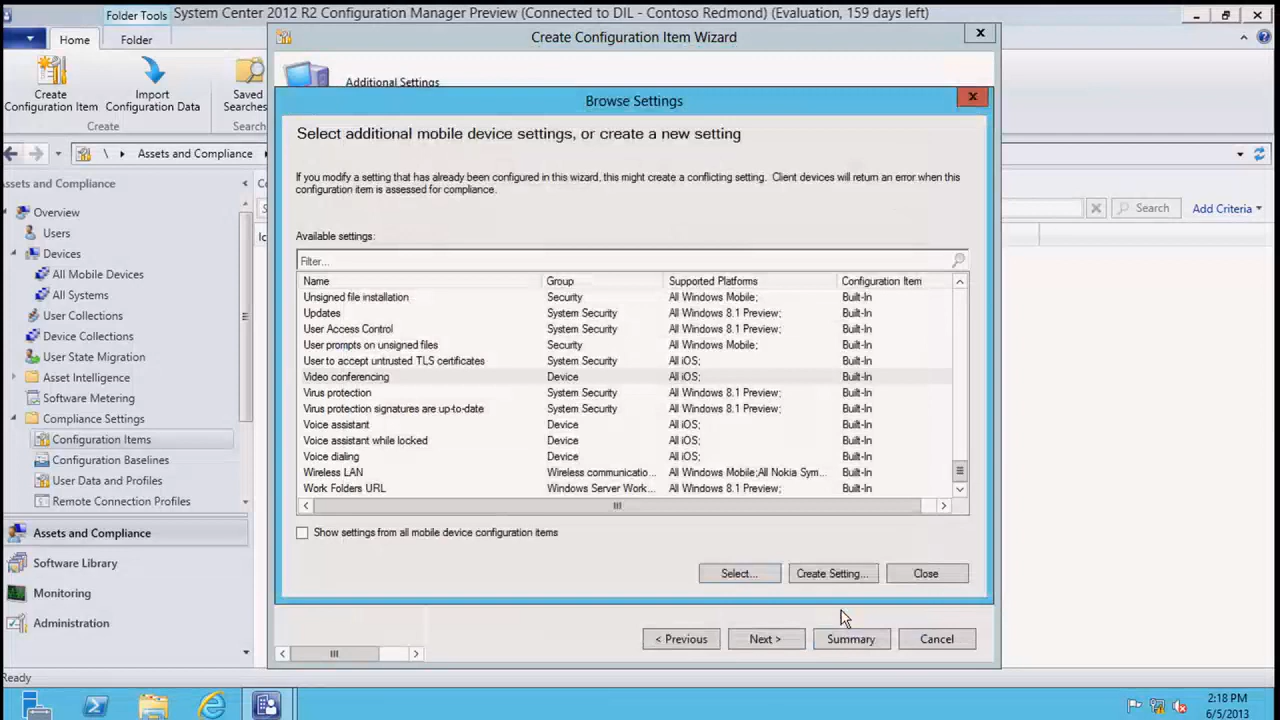 Folder Tools
System Center 2012 R2 Configuration Manager Preview (Connected to DIL - Contoso Redmond) (Evaluation, 159 days left)
Home
Folder
Create Configuration Item
Import Configuration Data
Saved Searches
Create
Search
\ Assets and Compliance
ssets and Compliance
Overview
Users
Devices
All Mobile Devices
All Systems
User Collections
Device Collections
User State Migration
Asset Intelligence
Software Metering
Compliance Settings
Configuration Items
Configuration Baselines
User Data and Profiles
Remote Connection Profiles
Assets and Compliance
Software Library
Monitoring
Administration
Search
Add Criteria
Create Configuration Item Wizard
Additional Settings
Browse Settings
Select additional mobile device settings, or create a new setting
If you modify a setting that has already been configured in this wizard, this might create a conflicting setting. Client devices will return an error when this
configuration item is assessed for compliance.
Available settings:
Filter...
Name Group Supported Platforms Configuration Item
Unsigned file installation Security All Windows Mobile; Built-In
Updates System Security All Windows 8.1 Preview; Built-In
User Access Control System Security All Windows 8.1 Preview; Built-In
User prompts on unsigned files Security All Windows Mobile; Built-In
User to accept untrusted TLS certificates System Security All iOS; Built-In
Video conferencing Device All iOS; Built-In
Virus protection System Security All Windows 8.1 Preview; Built-In
Virus protection signatures are up-to-date System Security All Windows 8.1 Preview; Built-In
Voice assistant Device All iOS; Built-In
Voice assistant while locked Device All iOS; Built-In
Voice dialing Device All iOS; Built-In
Wireless LAN Wireless communicatio... All Windows Mobile;All Nokia Sym... Built-In
Work Folders URL Windows Server Work... All Windows 8.1 Preview; Built-In
Show settings from all mobile device configuration items
Select... Create Setting... Close
< Previous Next > Summary Cancel
Ready
2:18 PM
6/5/2013